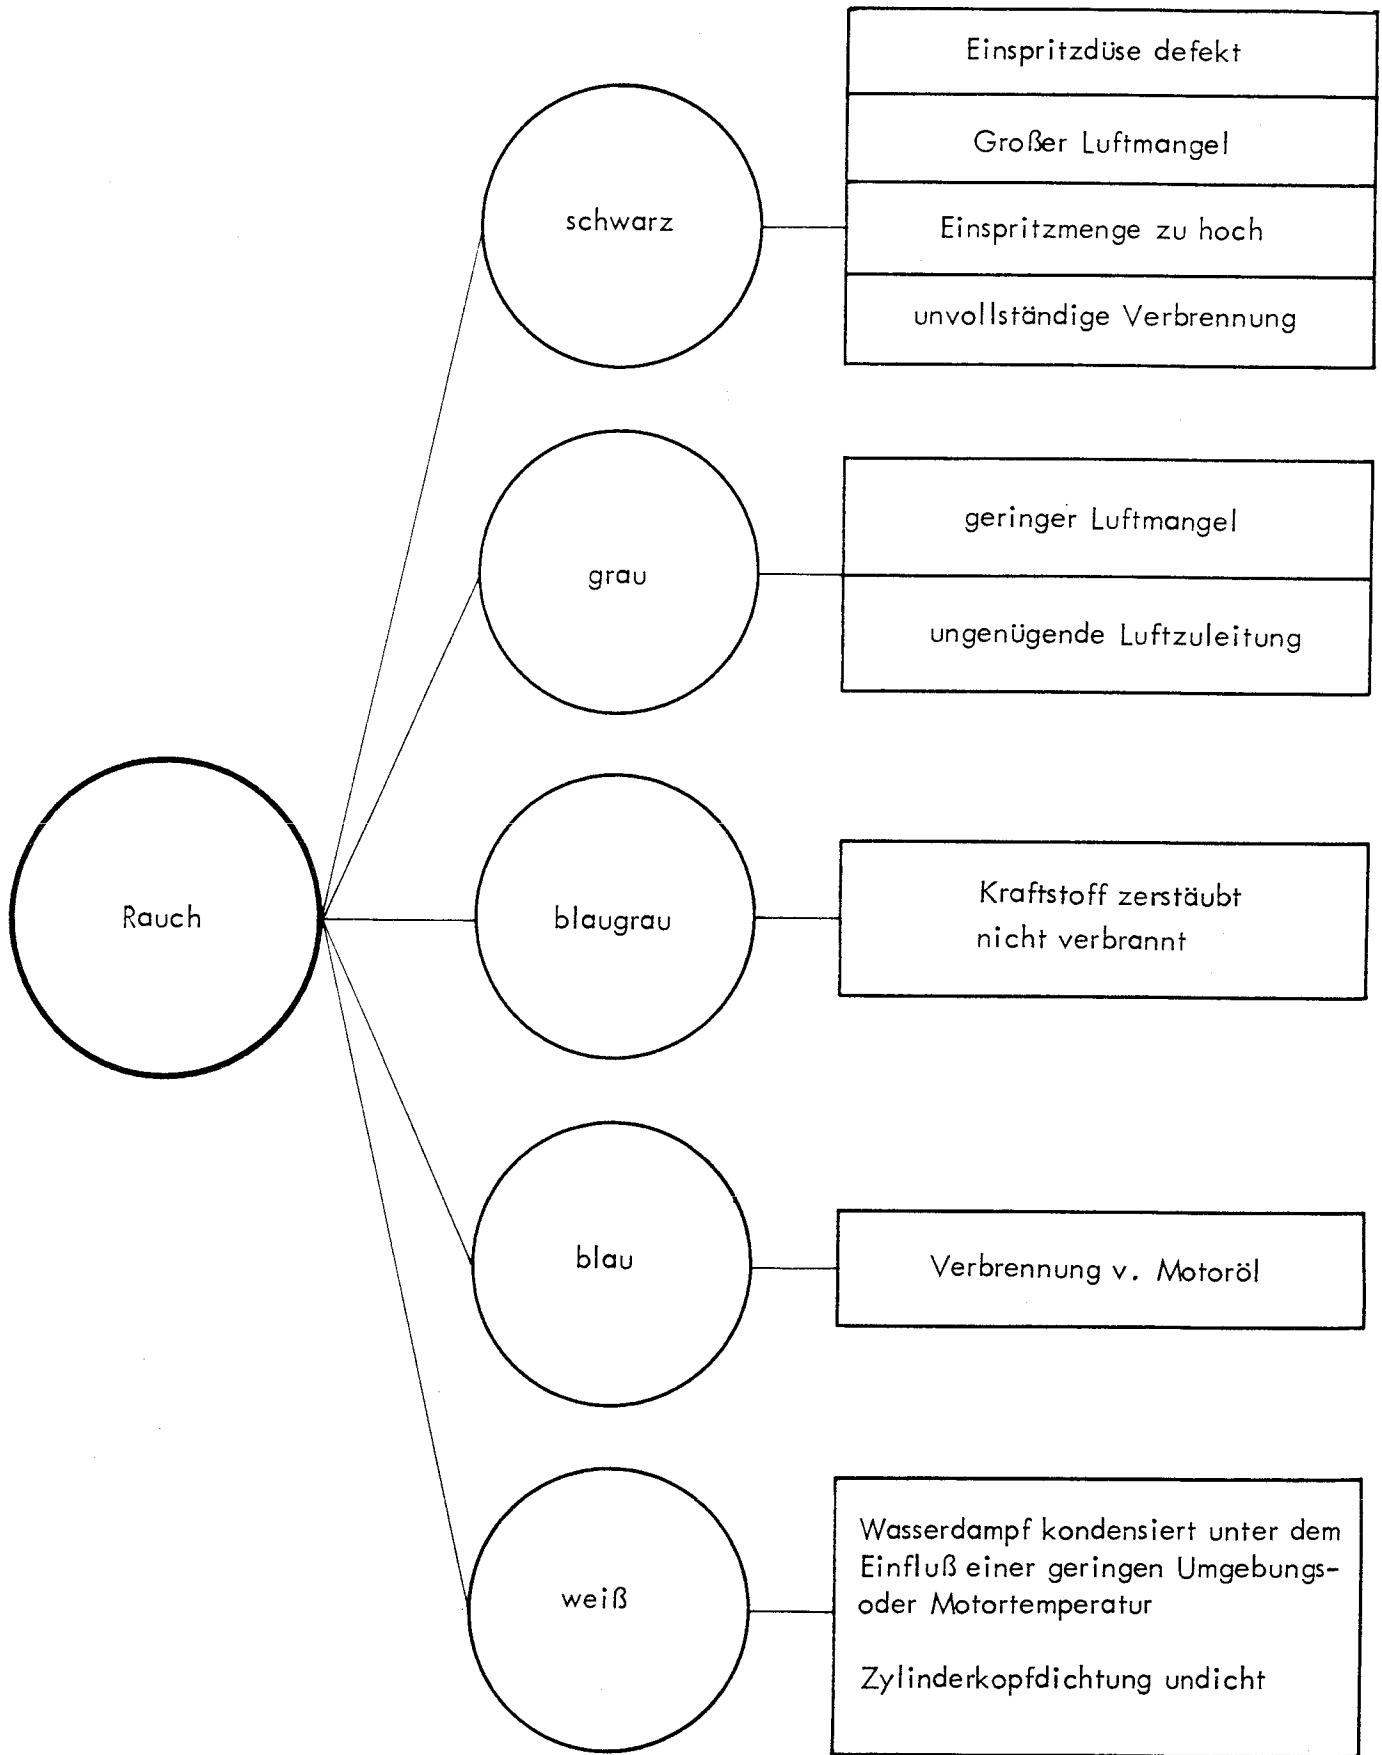 Einspritzdüse defekt
Großer Luftmangel
schwarz
Einspritzmenge zu hoch
unvollständige Verbrennung
geringer Luftmangel
grau
ungenügende Luftzuleitung
Rauch
blaugrau
Kraftstoff zerstäubt
nicht verbrannt
blau
Verbrennung v. Motoröl
weiß
Wasserdampf kondensiert unter dem
Einfluß einer geringen Umgebungs-
oder Motortemperatur
Zylinderkopfdichtung undicht